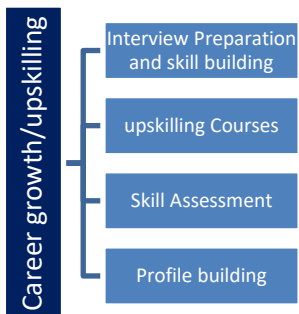 Career growth/upskilling
Interview Preparation
and skill building
upskilling Courses
Skill Assessment
Profile building